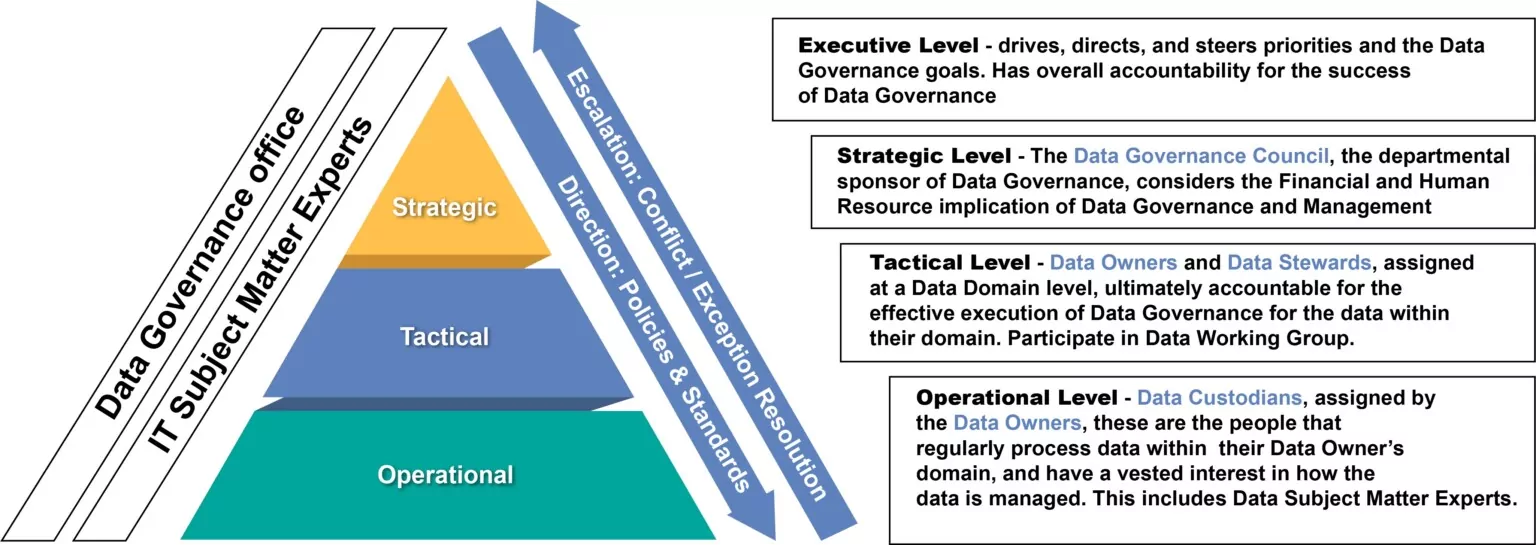 Data Governance office
IT Subject Matter Experts
Strategic
Tactical
Operational
Direction: Policies & Standards
Escalation: Conflict / Exception Resolution
Executive Level - drives, directs, and steers priorities and the Data
Governance goals. Has overall accountability for the success
of Data Governance
Strategic Level - The Data Governance Council, the departmental
sponsor of Data Governance, considers the Financial and Human
Resource implication of Data Governance and Management
Tactical Level - Data Owners and Data Stewards, assigned
at a Data Domain level, ultimately accountable for the
effective execution of Data Governance for the data within
their domain. Participate in Data Working Group.
Operational Level - Data Custodians, assigned by
the Data Owners, these are the people that
regularly process data within their Data Owner's
domain, and have a vested interest in how the
data is managed. This includes Data Subject Matter Experts.